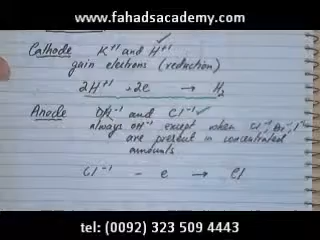 www.fahadsacademy.com
Cathode K+1 and H+1 ✓
gain electrons (reduction)
2H+1 +2e → H2
Anode OH-1 and Cl-1 ✓
always OH-1 except when Cl-1, Br-1, I-1
are present in concentrated
amounts
Cl-1 - e → Cl
tel: (0092) 323 509 4443